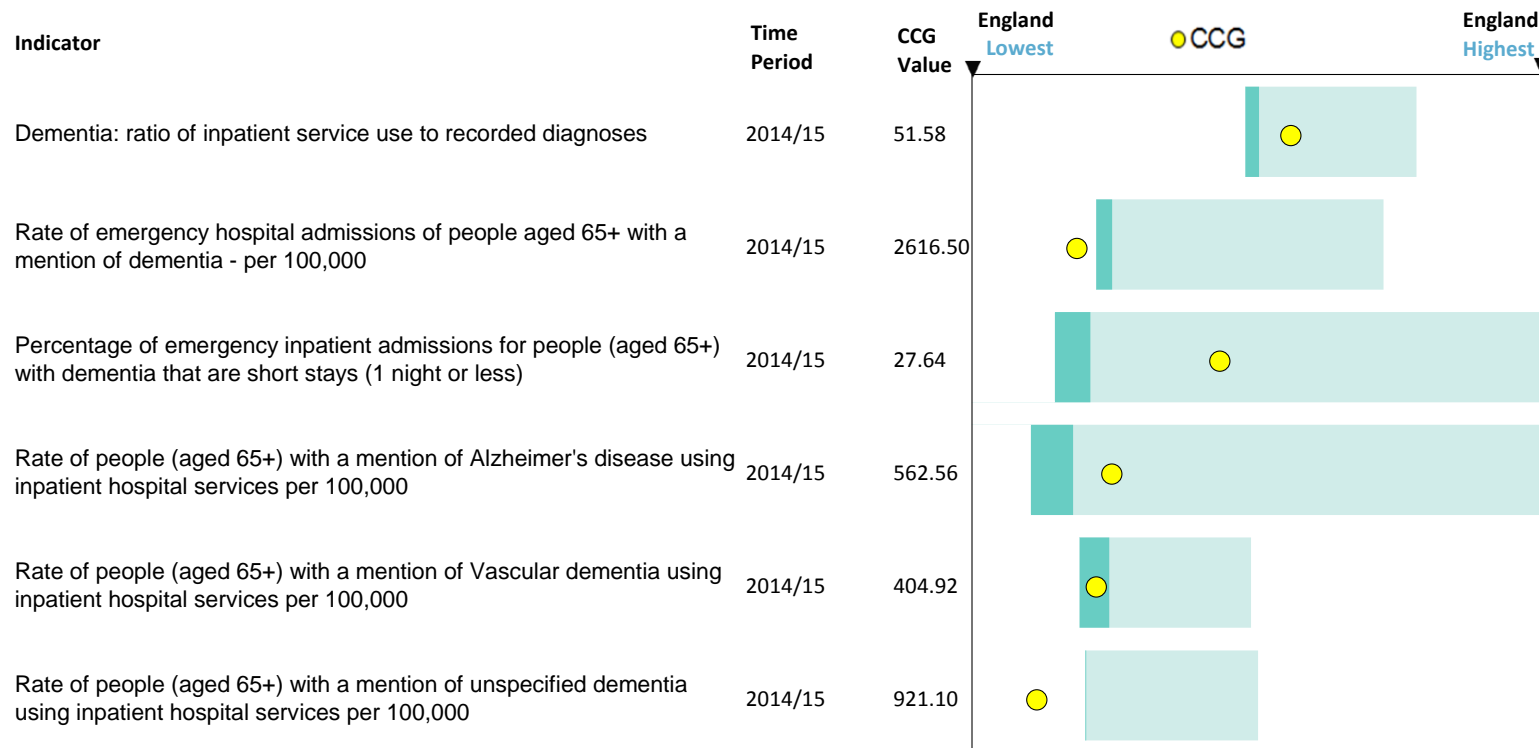 Indicator
Time
Period
CCG
Value
England
Lowest
CCG
England
Highest
Dementia: ratio of inpatient service use to recorded diagnoses
2014/15
51.58
Rate of emergency hospital admissions of people aged 65+ with a
mention of dementia - per 100,000
2014/15
2616.50
Percentage of emergency inpatient admissions for people (aged 65+)
with dementia that are short stays (1 night or less)
2014/15
27.64
Rate of people (aged 65+) with a mention of Alzheimer's disease using
inpatient hospital services per 100,000
2014/15
562.56
Rate of people (aged 65+) with a mention of Vascular dementia using
inpatient hospital services per 100,000
2014/15
404.92
Rate of people (aged 65+) with a mention of unspecified dementia
using inpatient hospital services per 100,000
2014/15
921.10